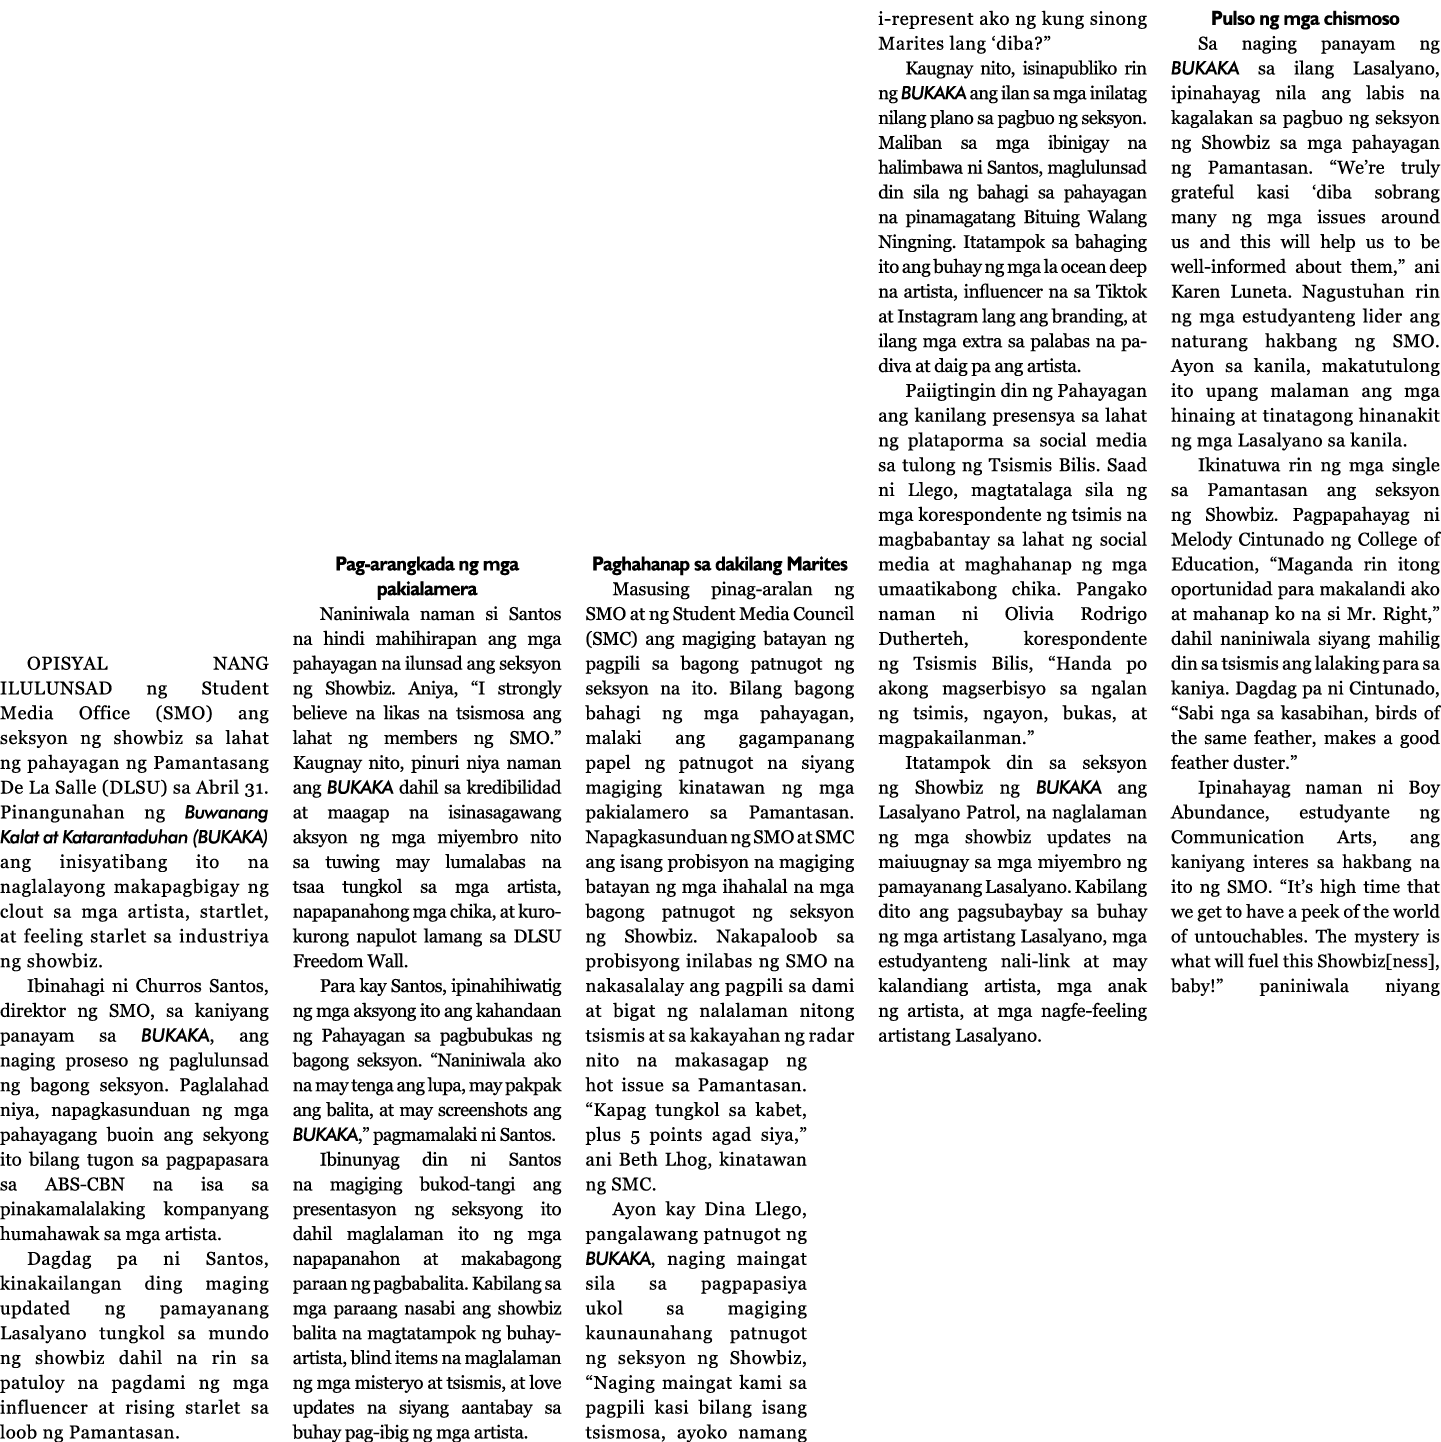 OPISYAL NANG
ILULUNSAD ng Student
Media Office (SMO) ang
seksyon ng showbiz sa lahat
ng pahayagan ng Pamantasang
De La Salle (DLSU) sa Abril 31.
Pinangunahan ng Buwanang
Kalat at Katarantaduhan (BUKAKA)
ang inisyatibang ito na
naglalayong makapagbigay ng
clout sa mga artista, startlet,
at feeling starlet sa industriya
ng showbiz.
Ibinahagi ni Churros Santos,
direktor ng SMO, sa kaniyang
panayam sa BUKAKA, ang
naging proseso ng paglulunsad
ng bagong seksyon. Paglalahad
niya, napagkasunduan ng mga
pahayagang buoin ang sekyong
ito bilang tugon sa pagpapasara
sa ABS-CBN na isa sa
pinakamalalaking kompanyang
humahawak sa mga artista.
Dagdag pa ni Santos,
kinakailangan ding maging
updated ng pamayanang
Lasalyano tungkol sa mundo
ng showbiz dahil na rin sa
patuloy na pagdami ng mga
influencer at rising starlet sa
loob ng Pamantasan.
Pag-arangkada ng mga
pakialamera
Naniniwala naman si Santos
na hindi mahihirapan ang mga
pahayagan na ilunsad ang seksyon
ng Showbiz. Aniya, “I strongly
believe na likas na tsismosa ang
lahat ng members ng SMO.”
Kaugnay nito, pinuri niya naman
ang BUKAKA dahil sa kredibilidad
at maagap na isinasagawang
aksyon ng mga miyembro nito
sa tuwing may lumalabas na
tsaa tungkol sa mga artista,
napapanahong mga chika, at kuro-
kurong napulot lamang sa DLSU
Freedom Wall.
Para kay Santos, ipinahihiwatig
ng mga aksyong ito ang kahandaan
ng Pahayagan sa pagbubukas ng
bagong seksyon. “Naniniwala ako
na may tenga ang lupa, may pakpak
ang balita, at may screenshots ang
BUKAKA,” pagmamalaki ni Santos.
Ibinunyag din ni Santos
na magiging bukod-tangi ang
presentasyon ng seksyong ito
dahil maglalaman ito ng mga
napapanahon at makabagong
paraan ng pagbabalita. Kabilang sa
mga paraang nasabi ang showbiz
balita na magtatampok ng buhay-
artista, blind items na maglalaman
ng mga misteryo at tsismis, at love
updates na siyang aantabay sa
buhay pag-ibig ng mga artista.
Paghahanap sa dakilang Marites
Masusing pinag-aralan ng
SMO at ng Student Media Council
(SMC) ang magiging batayan ng
pagpili sa bagong patnugot ng
seksyon na ito. Bilang bagong
bahagi ng mga pahayagan,
malaki ang gagampanang
papel ng patnugot na siyang
magiging kinatawan ng mga
pakialamero sa Pamantasan.
Napagkasunduan ng SMO at SMC
ang isang probisyon na magiging
batayan ng mga ihahalal na mga
bagong patnugot ng seksyon
ng Showbiz. Nakapaloob sa
probisyong inilabas ng SMO na
nakasalalay ang pagpili sa dami
at bigat ng nalalaman nitong
tsismis at sa kakayahan ng radar
nito na makasagap ng
hot issue sa Pamantasan.
“Kapag tungkol sa kabet,
plus 5 points agad siya,”
ani Beth Lhog, kinatawan
ng SMC.
Ayon kay Dina Llego,
pangalawang patnugot ng
BUKAKA, naging maingat
sila sa pagpapasiya
ukol sa magiging
kaunaunahang patnugot
ng seksyon ng Showbiz,
“Naging maingat kami sa
pagpili kasi bilang isang
tsismosa, ayoko namang
i-represent ako ng kung sinong
Marites lang ‘diba?”
Kaugnay nito, isinapubliko rin
ng BUKAKA ang ilan sa mga inilatag
nilang plano sa pagbuo ng seksyon.
Maliban sa mga ibinigay na
halimbawa ni Santos, maglulunsad
din sila ng bahagi sa pahayagan
na pinamagatang Bituing Walang
Ningning. Itatampok sa bahaging
ito ang buhay ng mga la ocean deep
na artista, influencer na sa Tiktok
at Instagram lang ang branding, at
ilang mga extra sa palabas na pa-
diva at daig pa ang artista.
Paiigtingin din ng Pahayagan
ang kanilang presensya sa lahat
ng plataporma sa social media
sa tulong ng Tsismis Bilis. Saad
ni Llego, magtatalaga sila ng
mga korespondente ng tsimis na
magbabantay sa lahat ng social
media at maghahanap ng mga
umaatikabong chika. Pangako
naman ni Olivia Rodrigo
Dutherteh, korespondente
ng Tsismis Bilis, “Handa po
akong magserbisyo sa ngalan
ng tsimis, ngayon, bukas, at
magpakailanman.”
Itatampok din sa seksyon
ng Showbiz ng BUKAKA ang
Lasalyano Patrol, na naglalaman
ng mga showbiz updates na
maiuugnay sa mga miyembro ng
pamayanang Lasalyano. Kabilang
dito ang pagsubaybay sa buhay
ng mga artistang Lasalyano, mga
estudyanteng nali-link at may
kalandiang artista, mga anak
ng artista, at mga nagfe-feeling
artistang Lasalyano.
Pulso ng mga chismoso
Sa naging panayam ng
BUKAKA sa ilang Lasalyano,
ipinahayag nila ang labis na
kagalakan sa pagbuo ng seksyon
ng Showbiz sa mga pahayagan
ng Pamantasan. “We’re truly
grateful kasi ‘diba sobrang
many ng mga issues around
us and this will help us to be
well-informed about them,” ani
Karen Luneta. Nagustuhan rin
ng mga estudyanteng lider ang
naturang hakbang ng SMO.
Ayon sa kanila, makatutulong
ito upang malaman ang mga
hinaing at tinatagong hinanakit
ng mga Lasalyano sa kanila.
Ikinatuwa rin ng mga single
sa Pamantasan ang seksyon
ng Showbiz. Pagpapahayag ni
Melody Cintunado ng College of
Education, “Maganda rin itong
oportunidad para makalandi ako
at mahanap ko na si Mr. Right,”
dahil naniniwala siyang mahilig
din sa tsismis ang lalaking para sa
kaniya. Dagdag pa ni Cintunado,
“Sabi nga sa kasabihan, birds of
the same feather, makes a good
feather duster.”
Ipinahayag naman ni Boy
Abundance, estudyante ng
Communication Arts, ang
kaniyang interes sa hakbang na
ito ng SMO. “It’s high time that
we get to have a peek of the world
of untouchables. The mystery is
what will fuel this Showbiz[ness],
baby!” paniniwala niyang